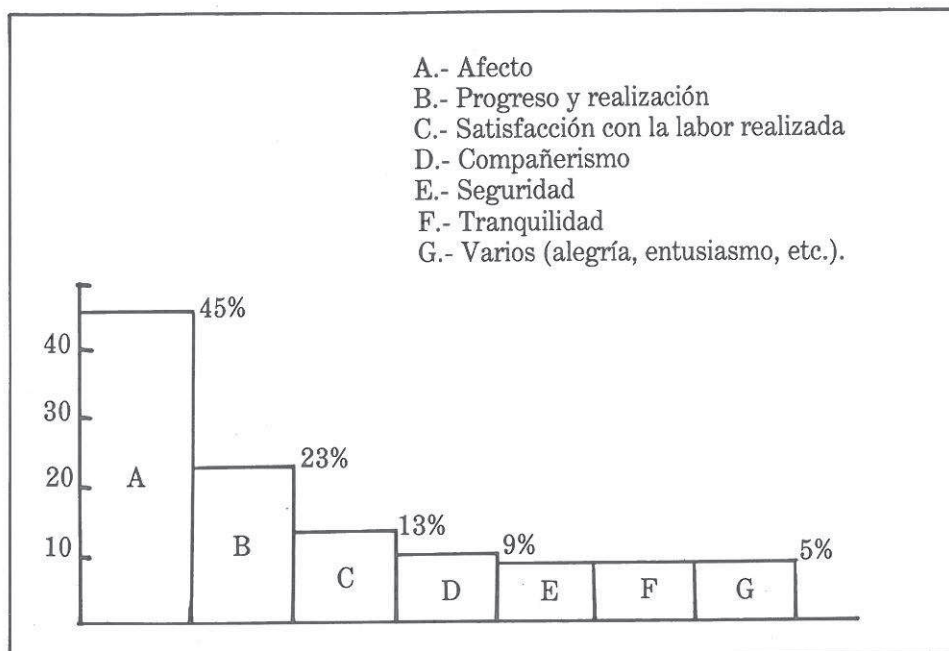 A.- Afecto
B.- Progreso y realización
C.- Satisfacción con la labor realizada
D.- Compañerismo
E.- Seguridad
F.- Tranquilidad
G.- Varios (alegría, entusiasmo, etc.).
45%
40
30
23%
20
A
13%
10
9%
5%
B
C
D
E
F
G